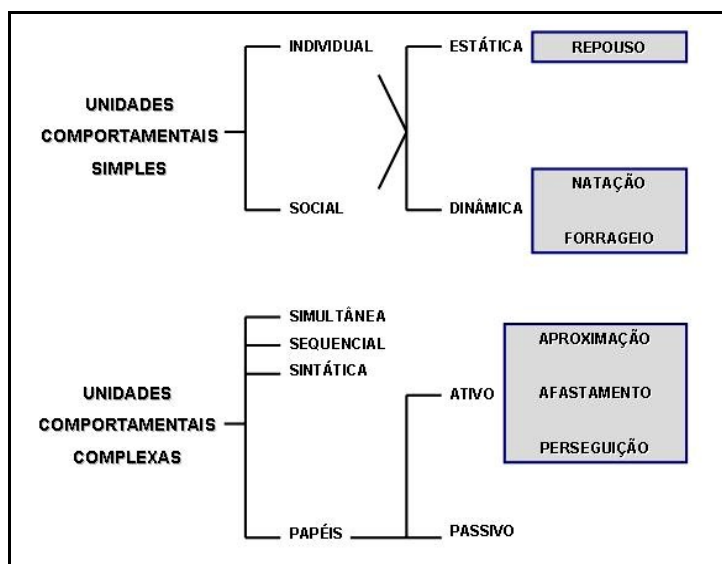 INDIVIDUAL
ESTÁTICA
REPOUSO
UNIDADES
COMPORTAMENTAIS
SIMPLES
NATAÇÃO
SOCIAL
DINÂMICA
FORRAGEIO
SIMULTÂNEA
SEQUENCIAL
SINTÁTICA
APROXIMAÇÃO
UNIDADES
COMPORTAMENTAIS
COMPLEXAS
ATIVO
AFASTAMENTO
PERSEGUIÇÃO
PAPÉIS
PASSIVO